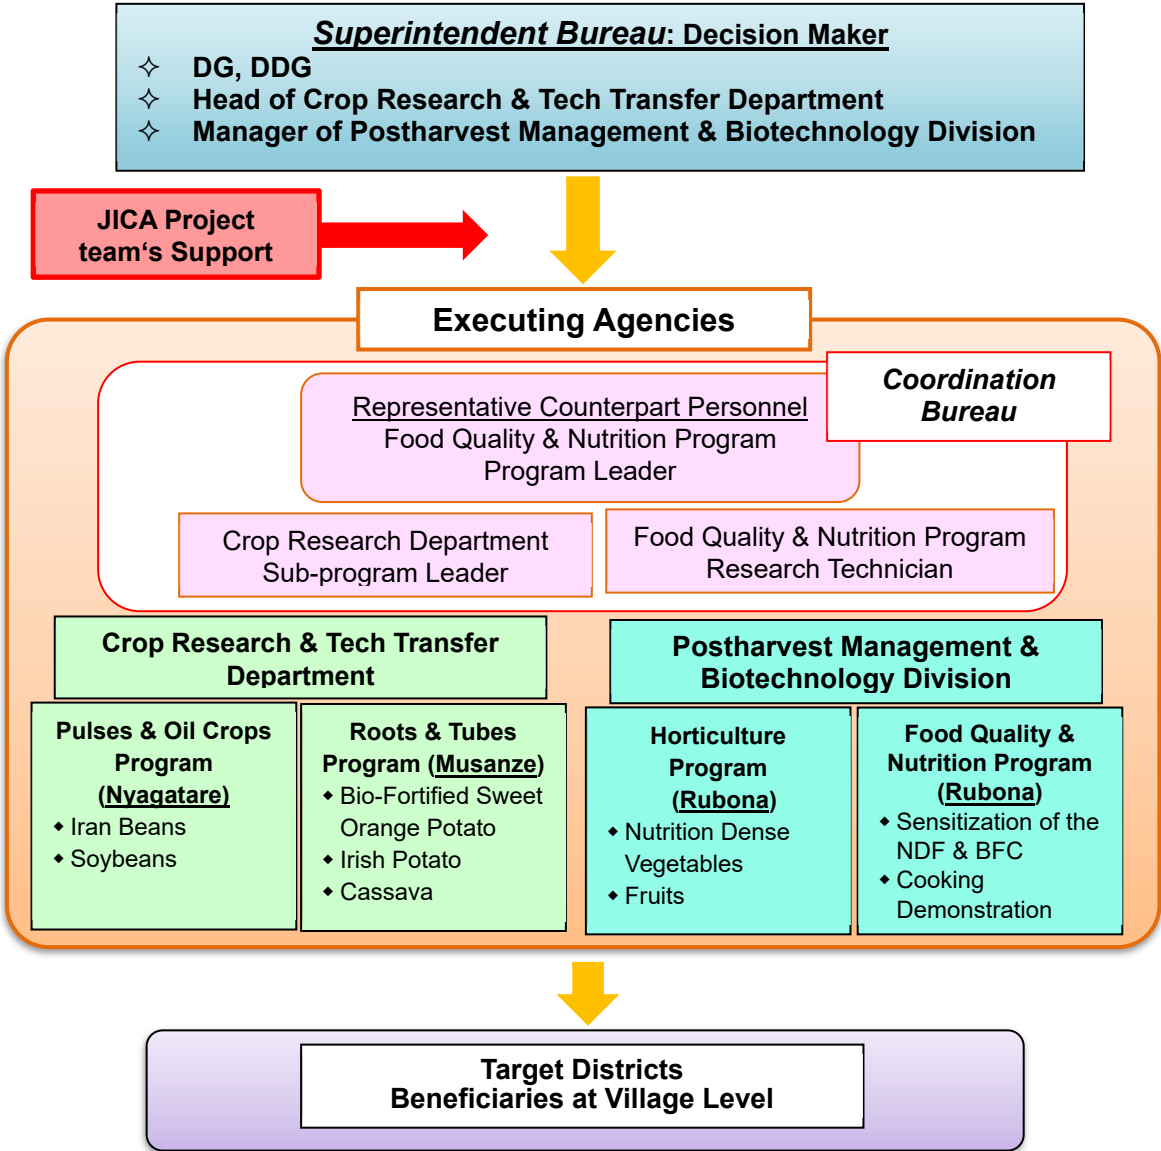 Superintendent Bureau: Decision Maker
✧ DG, DDG
✧ Head of Crop Research & Tech Transfer Department
✧ Manager of Postharvest Management & Biotechnology Division
JICA Project
team‘s Support
Executing Agencies
Coordination
Bureau
Representative Counterpart Personnel
Food Quality & Nutrition Program
Program Leader
Crop Research Department
Sub-program Leader
Food Quality & Nutrition Program
Research Technician
Crop Research & Tech Transfer
Department
Postharvest Management &
Biotechnology Division
Pulses & Oil Crops
Program
(Nyagatare)
◆ Iran Beans
◆ Soybeans
Roots & Tubes
Program (Musanze)
◆ Bio-Fortified Sweet
Orange Potato
◆ Irish Potato
◆ Cassava
Horticulture
Program
(Rubona)
◆ Nutrition Dense
Vegetables
◆ Fruits
Food Quality &
Nutrition Program
(Rubona)
◆ Sensitization of the
NDF & BFC
◆ Cooking
Demonstration
Target Districts
Beneficiaries at Village Level